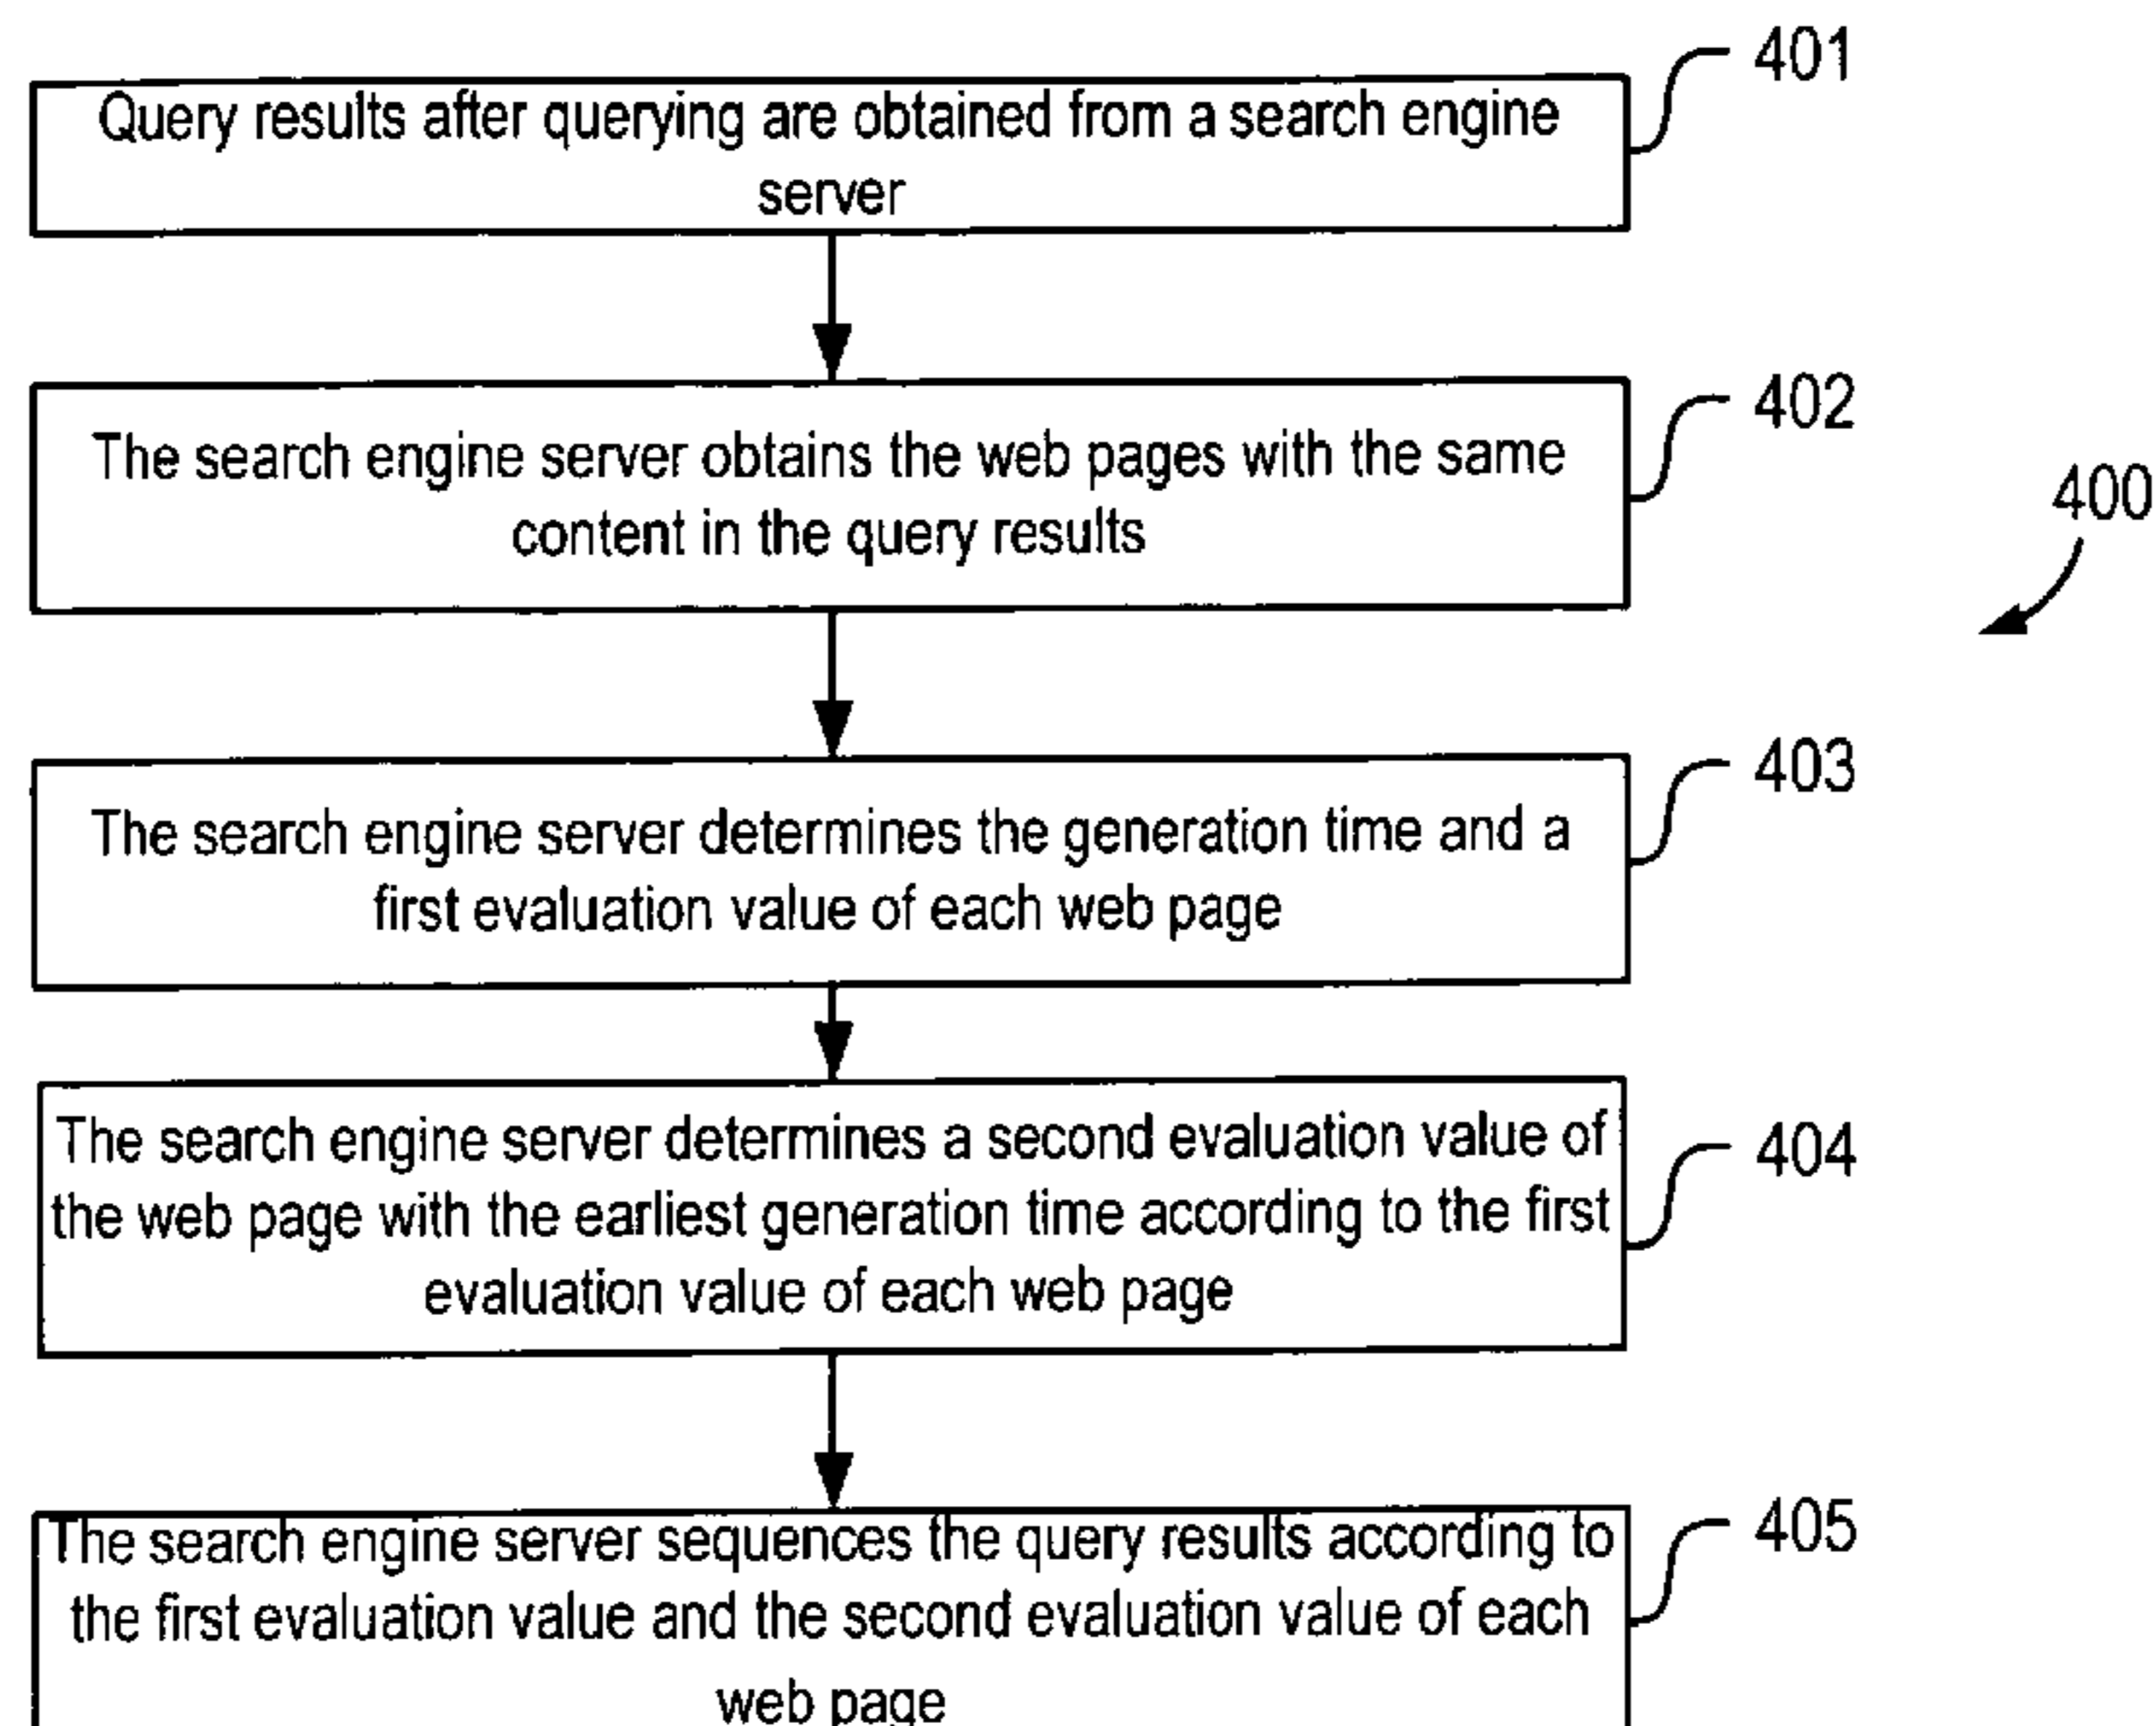 401
Query results after querying are obtained from a search engine
server
402
The search engine server obtains the web pages with the same
content in the query results
400
403
The search engine server determines the generation time and a
first evaluation value of each web page
404
The search engine server determines a second evaluation value of
the web page with the earliest generation time according to the first
evaluation value of each web page
405
The search engine server sequences the query results according to
the first evaluation value and the second evaluation value of each
web page